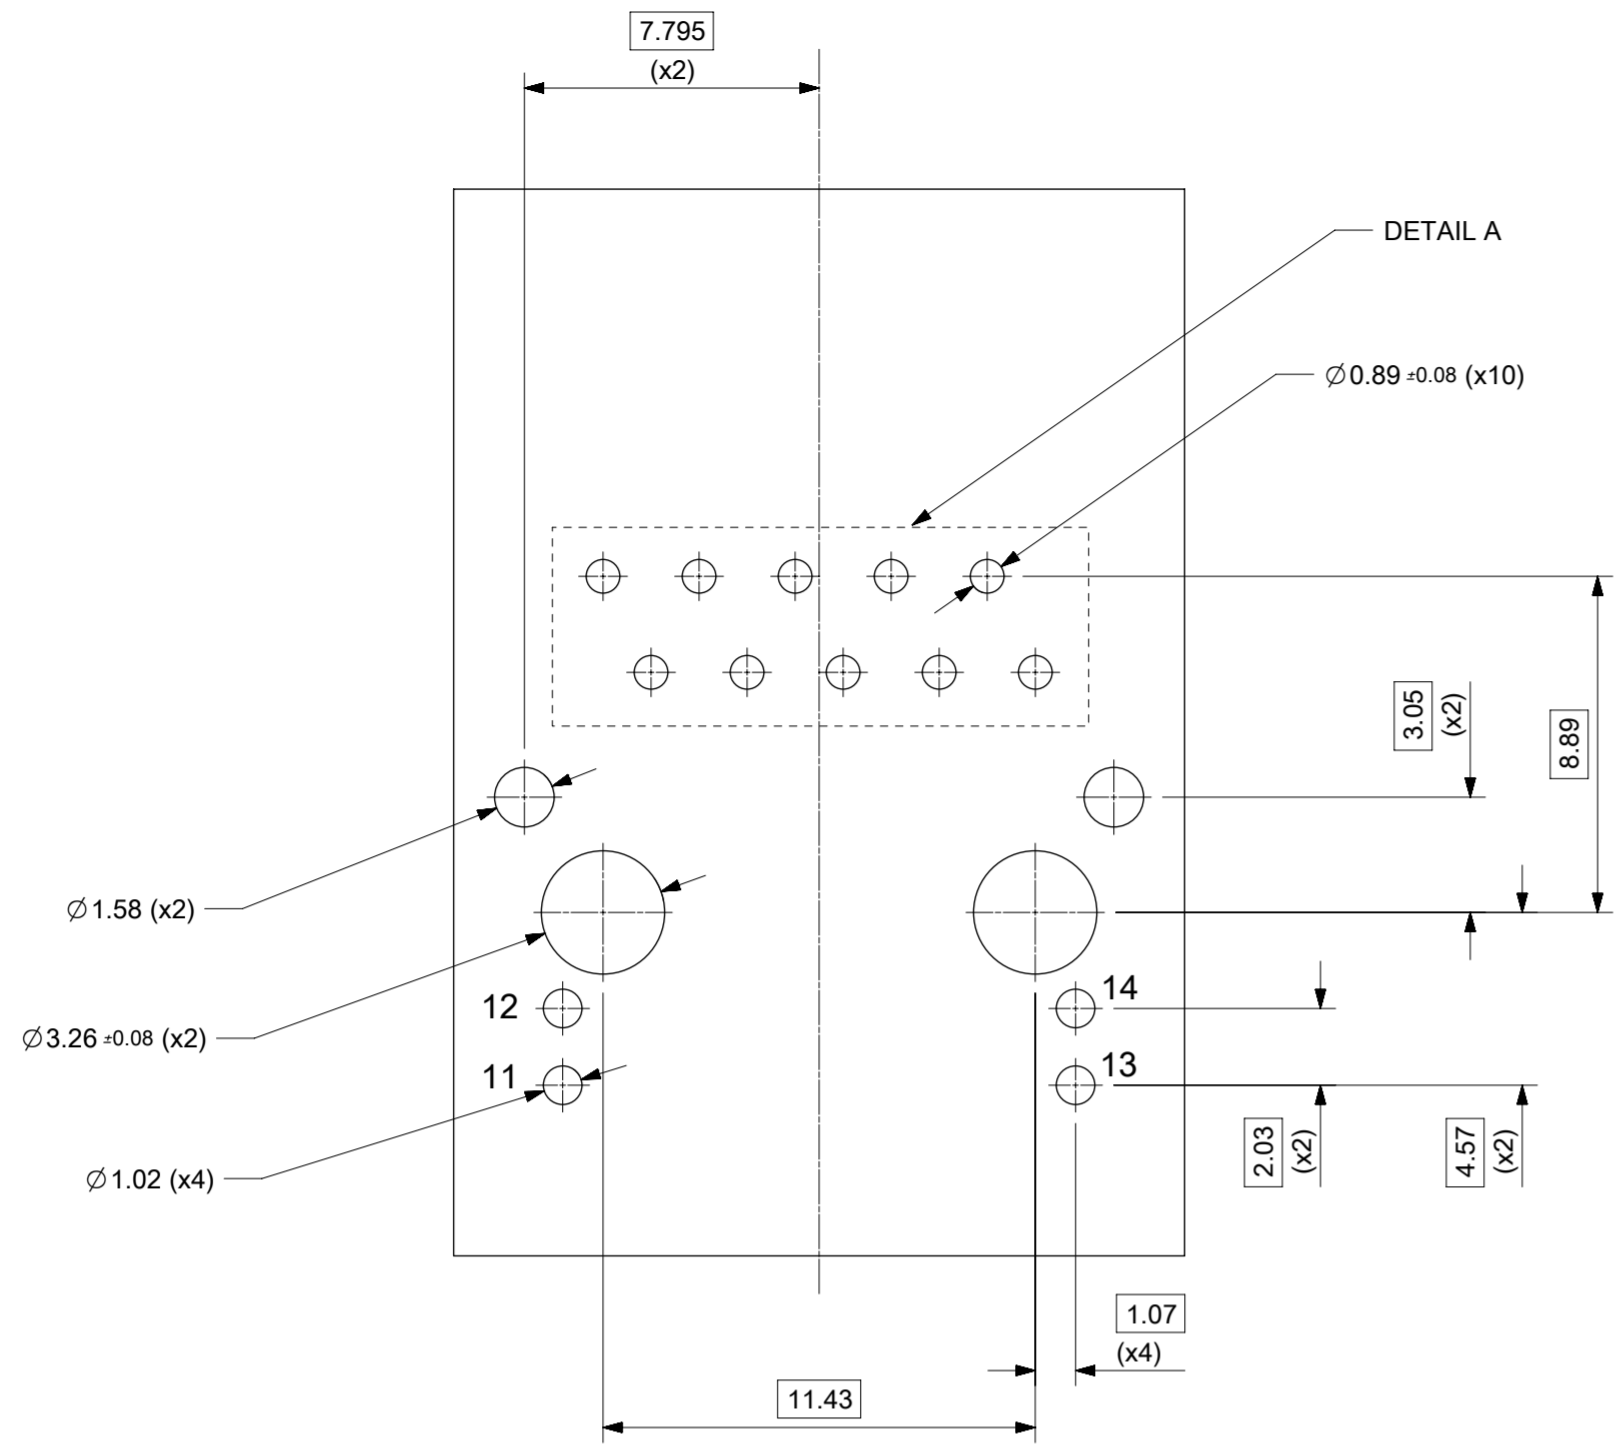 7.795
(x2)
DETAIL A
∅0.89 ±0.08 (x10)
3.05
(x2)
8.89
∅1.58 (x2)
12
14
∅3.26 ±0.08 (x2)
11
13
∅1.02 (x4)
2.03
(x2)
4.57
(x2)
1.07
(x4)
11.43